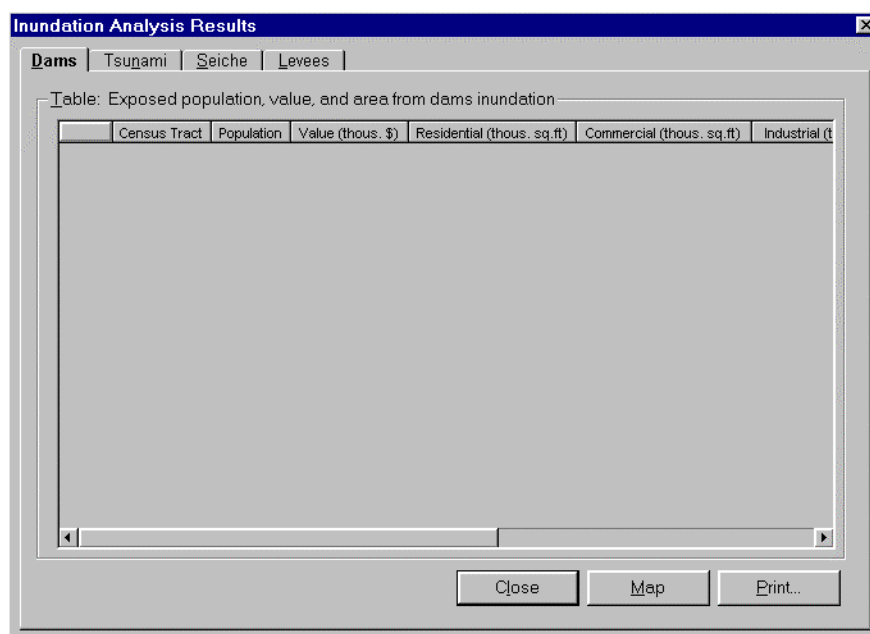 Inundation Analysis Results
Dams Tsunami Seiche Levees
Table: Exposed population, value, and area from dams inundation
Census Tract Population Value (thous. $) Residential (thous. sq.ft) Commercial (thous. sq.ft) Industrial (t
Close Map Print...